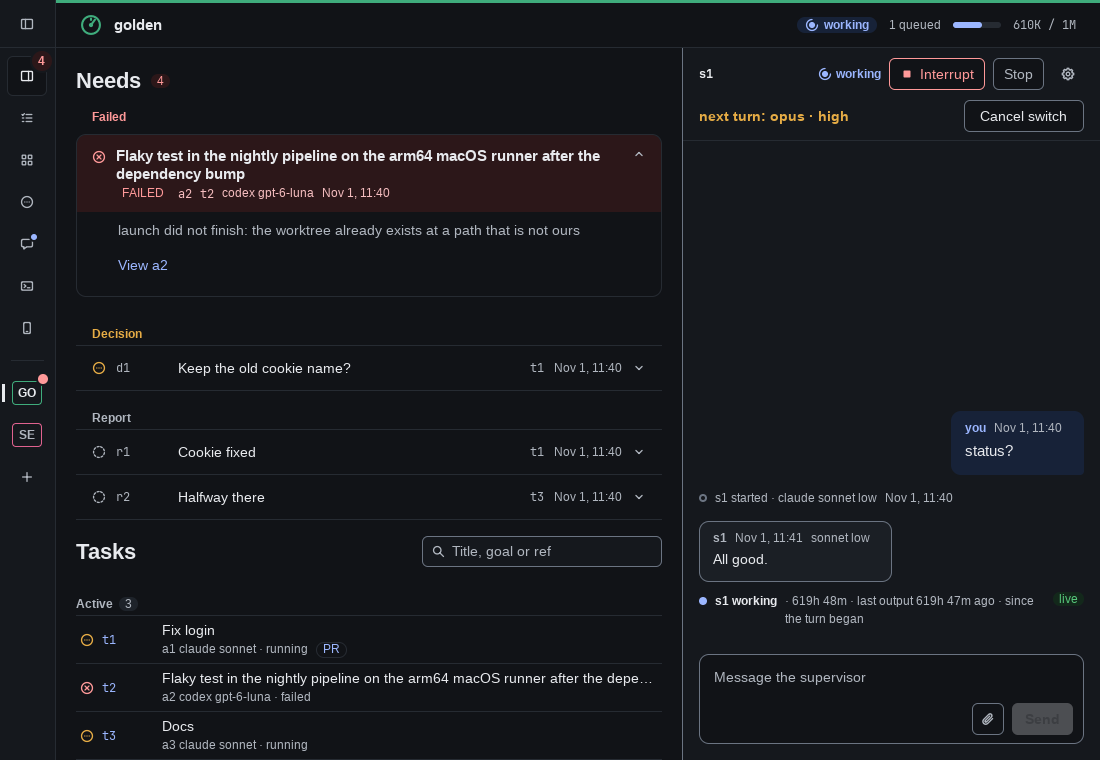 golden
working
1 queued
610K / 1M
4
GO
SE
Needs 4
Failed
Flaky test in the nightly pipeline on the arm64 macOS runner after the
dependency bump
FAILED a2 t2 codex gpt-6-luna Nov 1, 11:40
launch did not finish: the worktree already exists at a path that is not ours
View a2
Decision
d1 Keep the old cookie name? t1 Nov 1, 11:40
Report
r1 Cookie fixed t1 Nov 1, 11:40
r2 Halfway there t3 Nov 1, 11:40
Tasks
Title, goal or ref
Active 3
t1 Fix login
a1 claude sonnet · running PR
t2 Flaky test in the nightly pipeline on the arm64 macOS runner after the depe…
a2 codex gpt-6-luna · failed
t3 Docs
a3 claude sonnet · running
s1 working Interrupt Stop
next turn: opus · high Cancel switch
you Nov 1, 11:40
status?
s1 started · claude sonnet low Nov 1, 11:40
s1 Nov 1, 11:41 sonnet low
All good.
s1 working · 619h 48m · last output 619h 47m ago · since
the turn began
live
Message the supervisor
Send